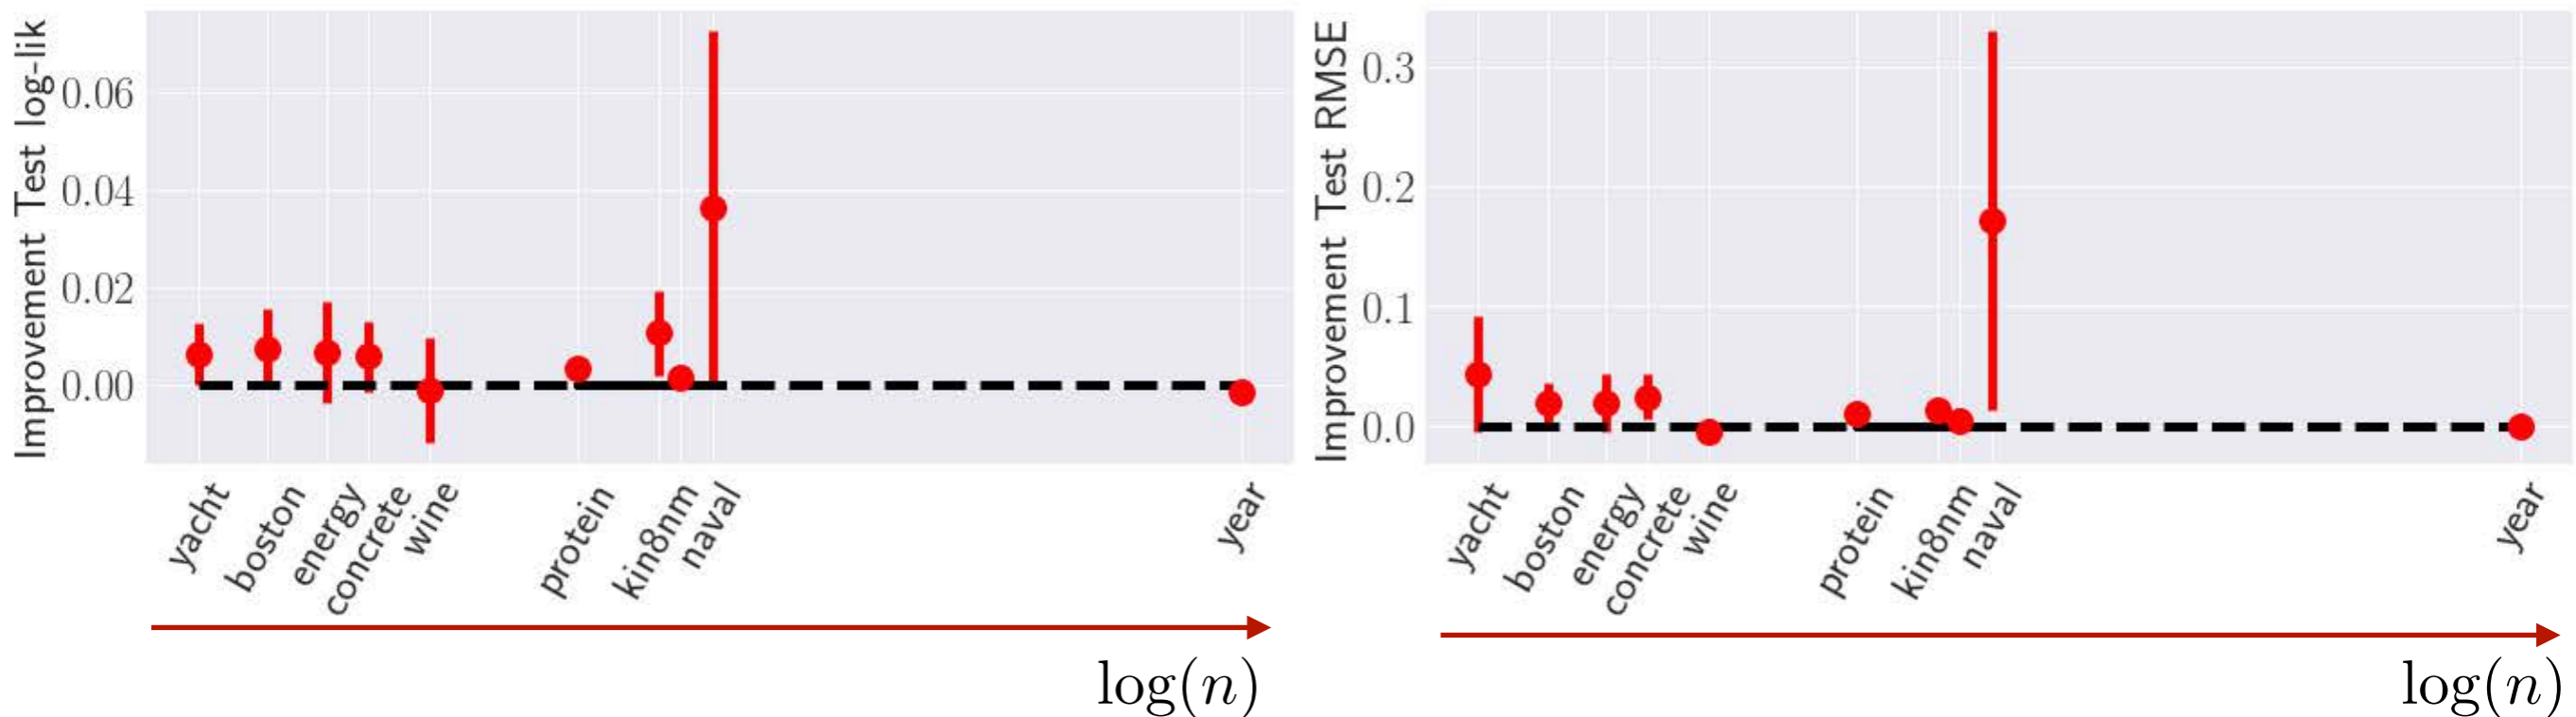 Improvement Test log-lik
0.06
0.04
0.02
0.00
yacht
boston
energy
concrete
wine
protein
kin8nm
naval
year
log(n)
Improvement Test RMSE
0.3
0.2
0.1
0.0
yacht
boston
energy
concrete
wine
protein
kin8nm
naval
year
log(n)